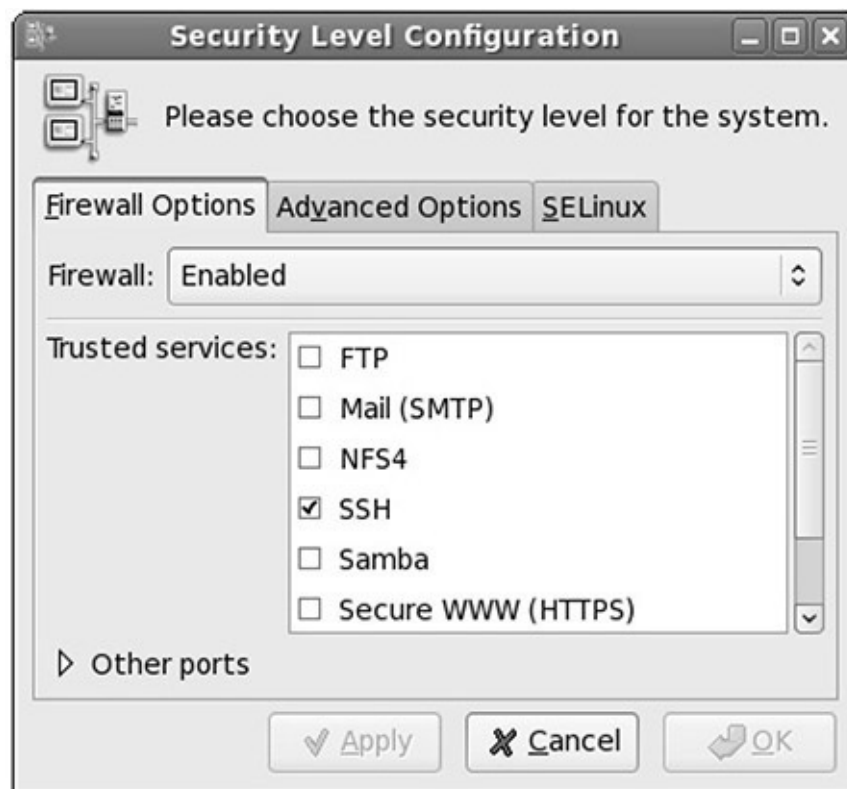 Security Level Configuration
Please choose the security level for the system.
Firewall Options Advanced Options SELinux
Firewall: Enabled
Trusted services:
FTP
Mail (SMTP)
NFS4
SSH
Samba
Secure WWW (HTTPS)
Other ports
Apply Cancel OK